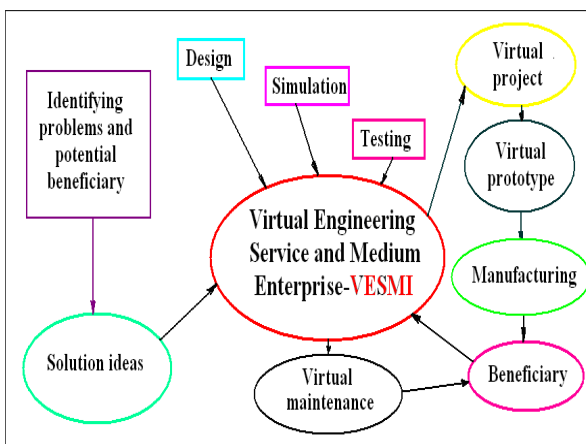 Identifying
problems and
potential
beneficiary
Design
Simulation
Testing
Virtual
project
Virtual
prototype
Virtual Engineering
Service and Medium
Enterprise-VESMI
Manufacturing
Solution ideas
Virtual
maintenance
Beneficiary